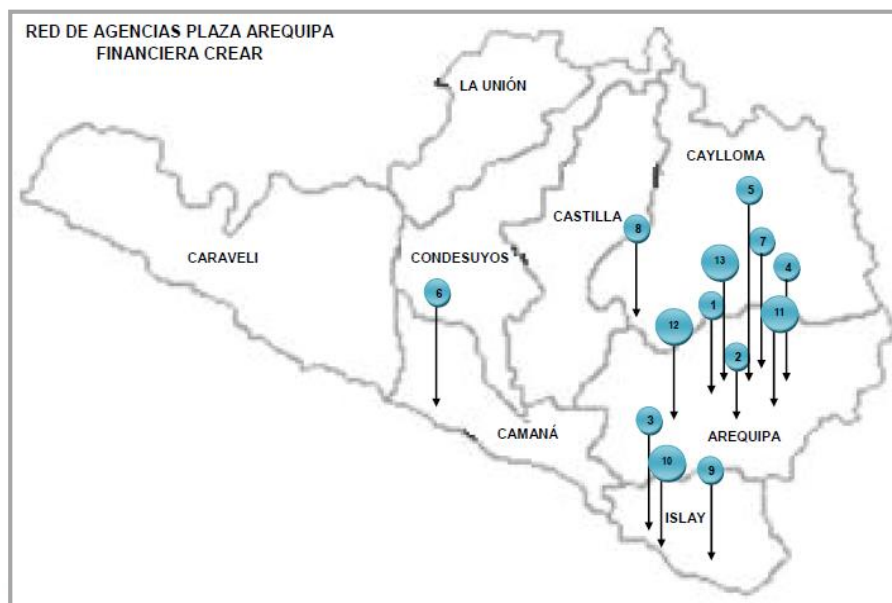 RED DE AGENCIAS PLAZA AREQUIPA
FINANCIERA CREAR
LA UNIÓN
CAYLLOMA
5
CASTILLA
8
7
CARAVELI
CONDESUYOS
13
4
6
1
11
12
2
3
CAMANÁ
AREQUIPA
10
9
ISLAY